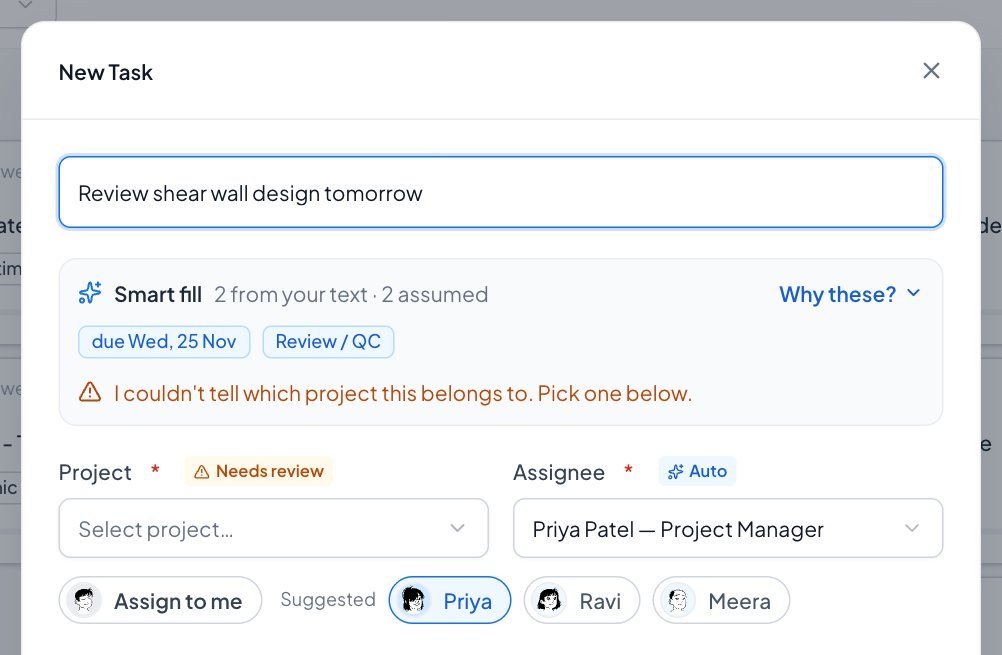 New Task
Review shear wall design tomorrow
Smart fill 2 from your text · 2 assumed Why these?
due Wed, 25 Nov Review / QC
I couldn't tell which project this belongs to. Pick one below.
Project * Needs review Assignee * Auto
Select project... Priya Patel — Project Manager
Assign to me Suggested Priya Ravi Meera